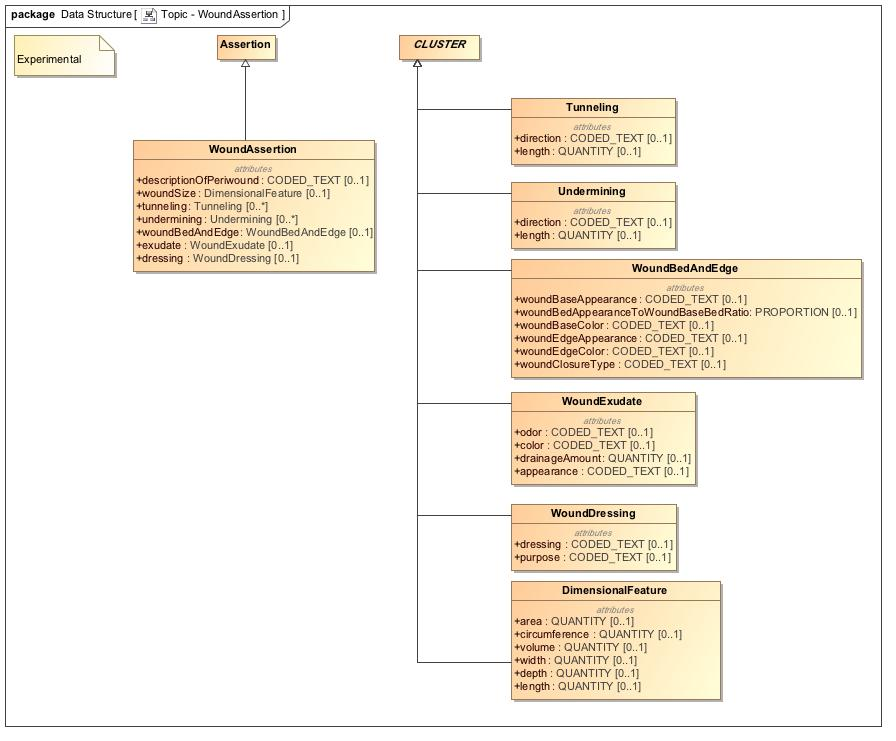 package Data Structure [ Topic - WoundAssertion ]
Experimental
Assertion
CLUSTER
WoundAssertion
attributes
+descriptionOfPeriwound : CODED_TEXT [0..1]
+woundSize : DimensionalFeature [0..1]
+tunneling : Tunneling [0..*]
+undermining : Undermining [0..*]
+woundBedAndEdge : WoundBedAndEdge [0..1]
+exudate : WoundExudate [0..1]
+dressing : WoundDressing [0..1]
Tunneling
attributes
+direction : CODED_TEXT [0..1]
+length : QUANTITY [0..1]
Undermining
attributes
+direction : CODED_TEXT [0..1]
+length : QUANTITY [0..1]
WoundBedAndEdge
attributes
+woundBaseAppearance : CODED_TEXT [0..1]
+woundBedAppearanceToWoundBaseBedRatio : PROPORTION [0..1]
+woundBaseColor : CODED_TEXT [0..1]
+woundEdgeAppearance : CODED_TEXT [0..1]
+woundEdgeColor : CODED_TEXT [0..1]
+woundClosureType : CODED_TEXT [0..1]
WoundExudate
attributes
+odor : CODED_TEXT [0..1]
+color : CODED_TEXT [0..1]
+drainageAmount : QUANTITY [0..1]
+appearance : CODED_TEXT [0..1]
WoundDressing
attributes
+dressing : CODED_TEXT [0..1]
+purpose : CODED_TEXT [0..1]
DimensionalFeature
attributes
+area : QUANTITY [0..1]
+circumference : QUANTITY [0..1]
+volume : QUANTITY [0..1]
+width : QUANTITY [0..1]
+depth : QUANTITY [0..1]
+length : QUANTITY [0..1]